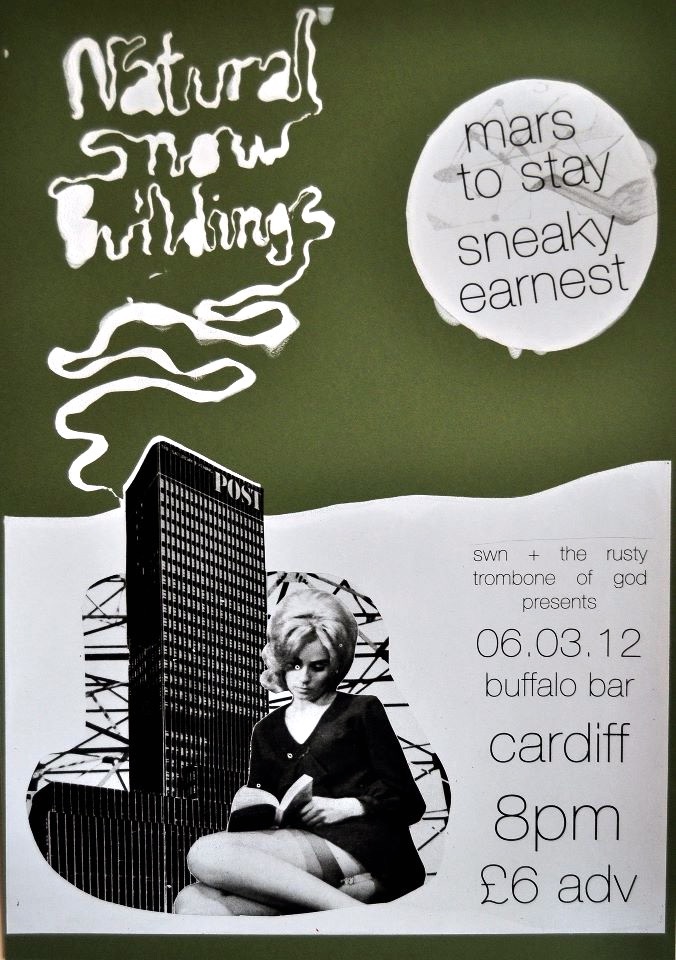 Natural
snow
Buildings
mars
to stay
sneaky
earnest
POST
swn + the rusty
trombone of god
presents
06.03.12
buffalo bar
cardiff
8pm
£6 adv